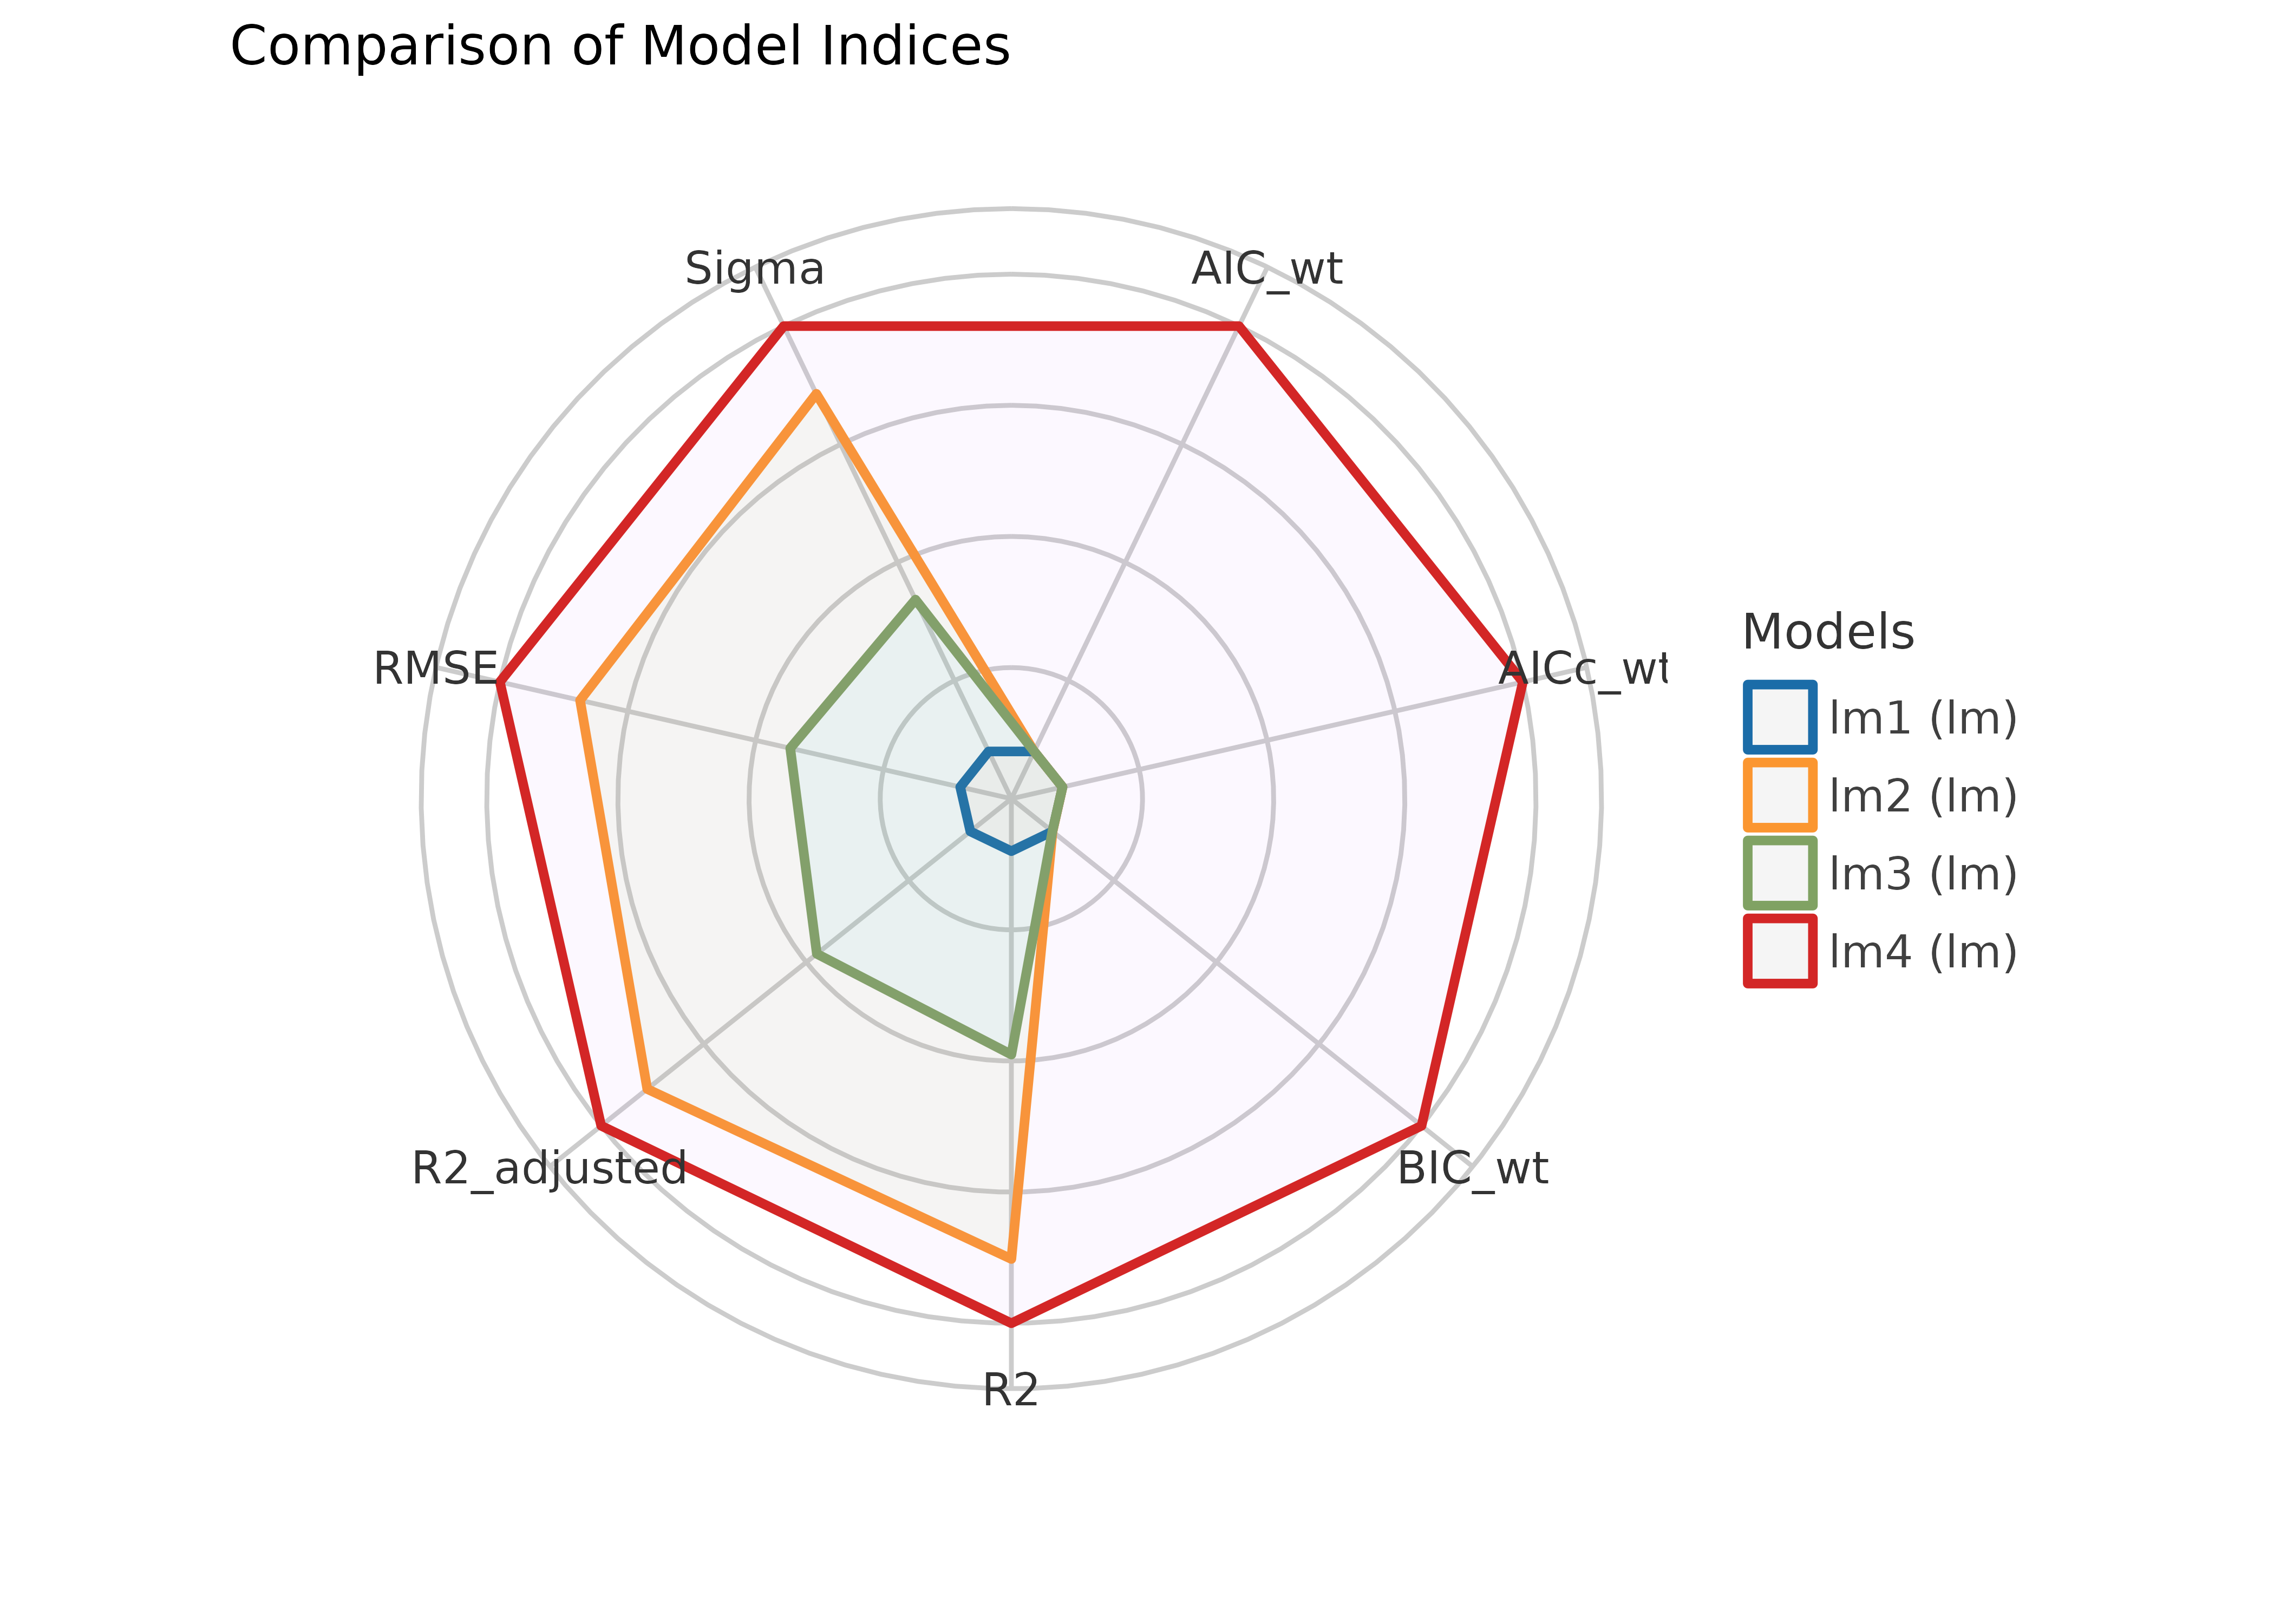 Comparison of Model Indices
Sigma
AIC_wt
RMSE
AICc_wt
R2_adjusted
BIC_wt
R2
Models
lm1 (lm)
lm2 (lm)
lm3 (lm)
lm4 (lm)